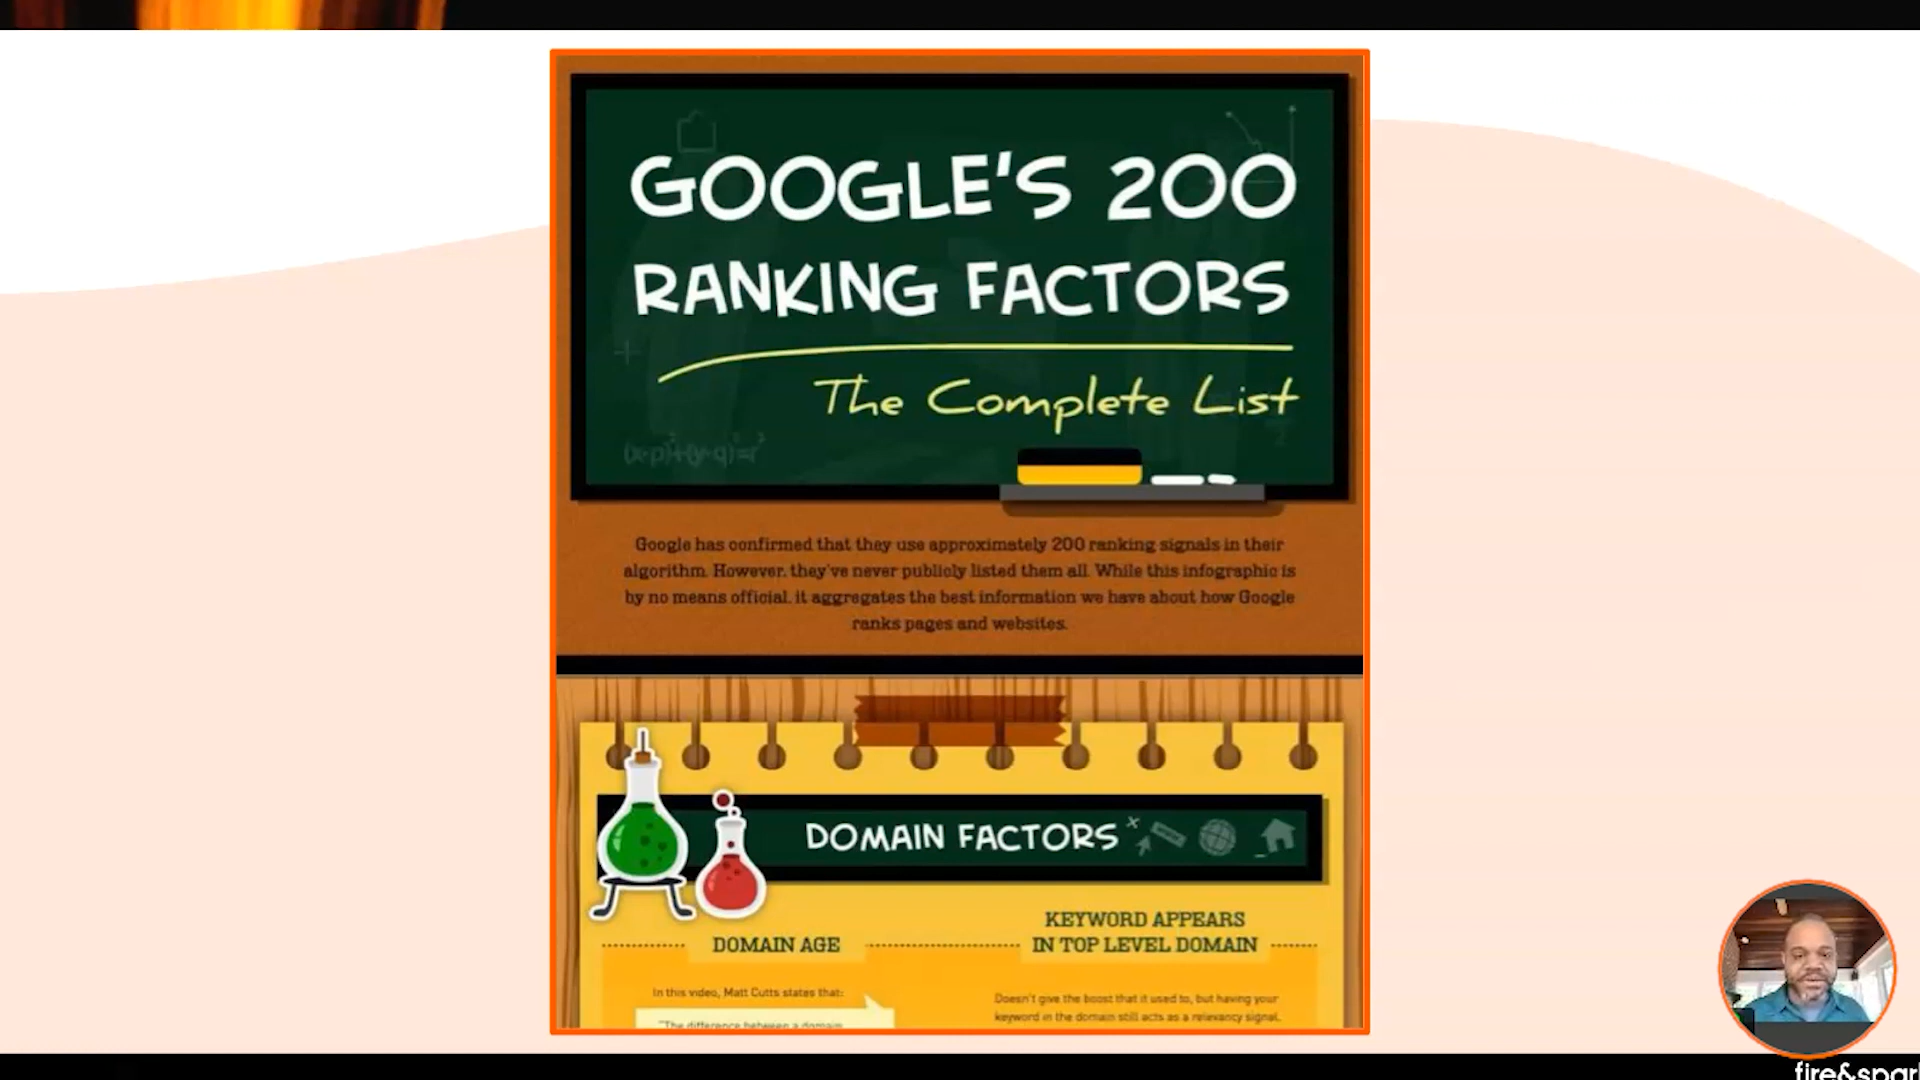 GOOGLE'S 200
RANKING FACTORS
The Complete List
Google has confirmed that they use approximately 200 ranking signals in their
algorithm. However, they've never publicly listed them all. While this infographic is
by no means official, it aggregates the best information we have about how Google
ranks pages and websites.
DOMAIN FACTORS
DOMAIN AGE
KEYWORD APPEARS
IN TOP LEVEL DOMAIN
In this video, Matt Cutts states that:
"The difference between a domain
Doesn't give the boost that it used to, but having your
keyword in the domain still acts as a relevancy signal.